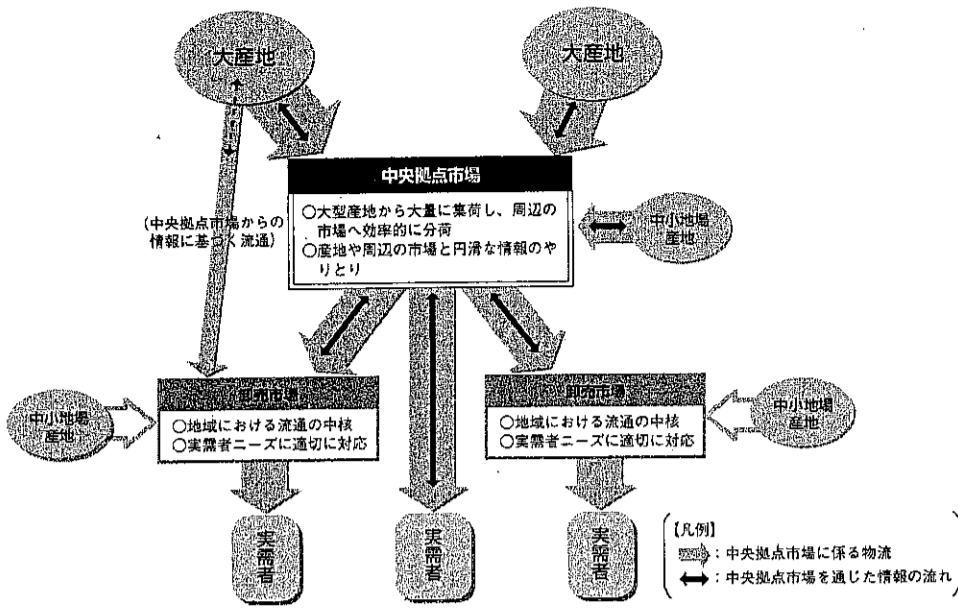 大産地
大産地
中央拠点市場
○大型産地から大量に集荷し、周辺の
市場へ効率的に分荷
○産地や周辺の市場と円滑な情報のや
りとり
中小地場
産地
(中央拠点市場からの
情報に基づく流通)
卸売市場
○地域における流通の中核
○実需者ニーズに適切に対応
卸売市場
○地域における流通の中核
○実需者ニーズに適切に対応
中小地場
産地
中小地場
産地
実需者
実需者
実需者
【凡例】
：中央拠点市場に係る物流
：中央拠点市場を通じた情報の流れ